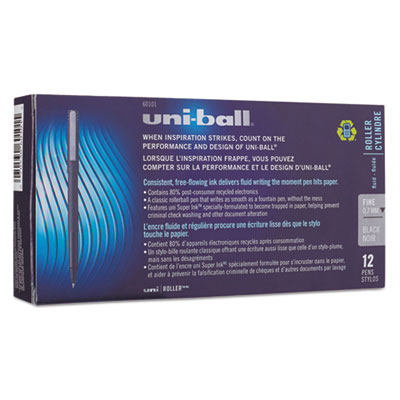 60101
uni-ball®
WHEN INSPIRATION STRIKES, COUNT ON THE
PERFORMANCE AND DESIGN OF UNI-BALL®
LORSQUE L'INSPIRATION FRAPPE, VOUS POUVEZ
COMPTER SUR LA PERFORMANCE ET LE DESIGN D'UNI-BALL®
Consistent, free-flowing ink delivers fluid writing the moment pen hits paper.
• Contains 80% post-consumer recycled electronics
• A classic rollerball pen that writes as smooth as a fountain pen, without the mess
• Features uni Super Ink™ specially-formulated to become trapped in paper, helping prevent
criminal check washing and other document alteration
L'encre fluide et régulière procure une écriture lisse dès que le stylo
touche le papier.
• Contient 80% d'appareils électroniques recyclés après consommation
• Un stylo-bille roulante classique offrant une écriture aussi lisse que celle d'un stylo-plume,
mais sans les désagréments
• Contient de l'encre uni Super Ink™ spécialement formulée pour s'incruster dans le papier,
et aider à prévenir la falsification criminelle de chèques et d'autres documents par lavage
uni | ROLLER
ROLLER
CYLINDRE
fluid • fluide
FINE
0.7MM
BLACK
NOIR
12
PENS
STYLOS